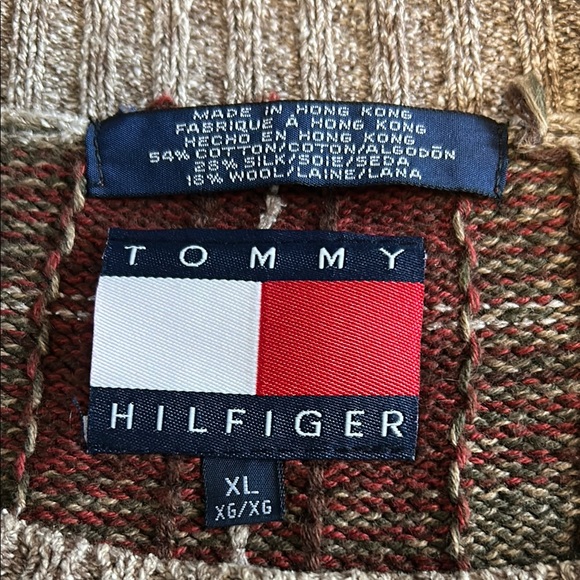 MADE IN HONG KONG
FABRIQUE À HONG KONG
HECHO EN HONG KONG
54% COTTON/COTON/ALGODÓN
28% SILK/SOIE/SEDA
18% WOOL/LAINE/LANA
TOMMY
HILFIGER
XL
XG/XG